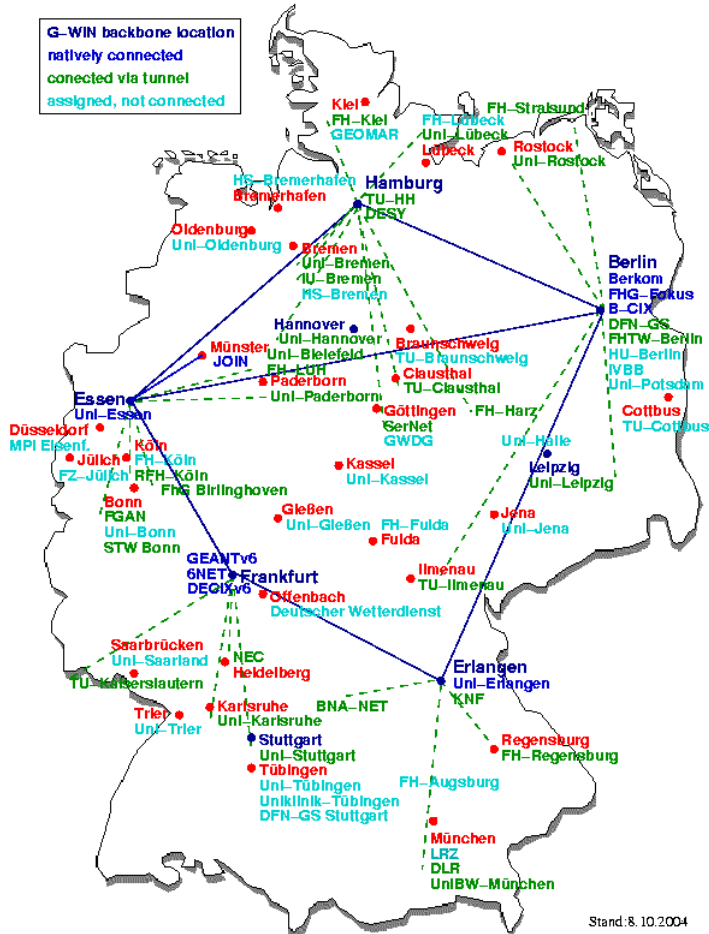 G-WIN backbone location
natively connected
conected via tunnel
assigned, not connected
Kiel
FH-Kiel
GEOMAR
FH-Lübeck
Uni-Lübeck
Lübeck
FH-Stralsund
Rostock
Uni-Rostock
HS-Bremerhafen
Bremerhafen
Hamburg
TU-HH
DESY
Oldenburg
Uni-Oldenburg
Bremen
Uni-Bremen
IU-Bremen
HS-Bremen
Berlin
Berkom
FHG-Fokus
B-CIX
DFN-GS
FHTW-Berlin
HU-Berlin
IVBB
Uni-Potsdam
Hannover
Uni-Hannover
Uni-Bielefeld
FH-LUH
Braunschweig
TU-Braunschweig
Clausthal
TU-Clausthal
Münster
JOIN
Paderborn
Uni-Paderborn
Göttingen
SerNet
GWDG
FH-Harz
Cottbus
TU-Cottbus
Essen
Uni-Essen
Düsseldorf
MPI Eisenf.
Jülich
FZ-Jülich
Köln
FH-Köln
RFH-Köln
FhG Birlinghoven
Kassel
Uni-Kassel
Uni-Halle
Leipzig
Uni-Leipzig
Bonn
FGAN
Uni-Bonn
STW Bonn
Gießen
Uni-Gießen
FH-Fulda
Fulda
Jena
Uni-Jena
GEANTv6
6NET
DECIXv6
Frankfurt
Offenbach
Deutscher Wetterdienst
Ilmenau
TU-Ilmenau
Saarbrücken
Uni-Saarland
TU-Kaiserslautern
NEC
Heidelberg
Erlangen
Uni-Erlangen
KNF
BNA-NET
Trier
Uni-Trier
Karlsruhe
Uni-Karlsruhe
Stuttgart
Uni-Stuttgart
Tübingen
Uni-Tübingen
Uniklinik-Tübingen
DFN-GS Stuttgart
Regensburg
FH-Regensburg
FH-Augsburg
München
LRZ
DLR
UniBW-München
Stand:8.10.2004